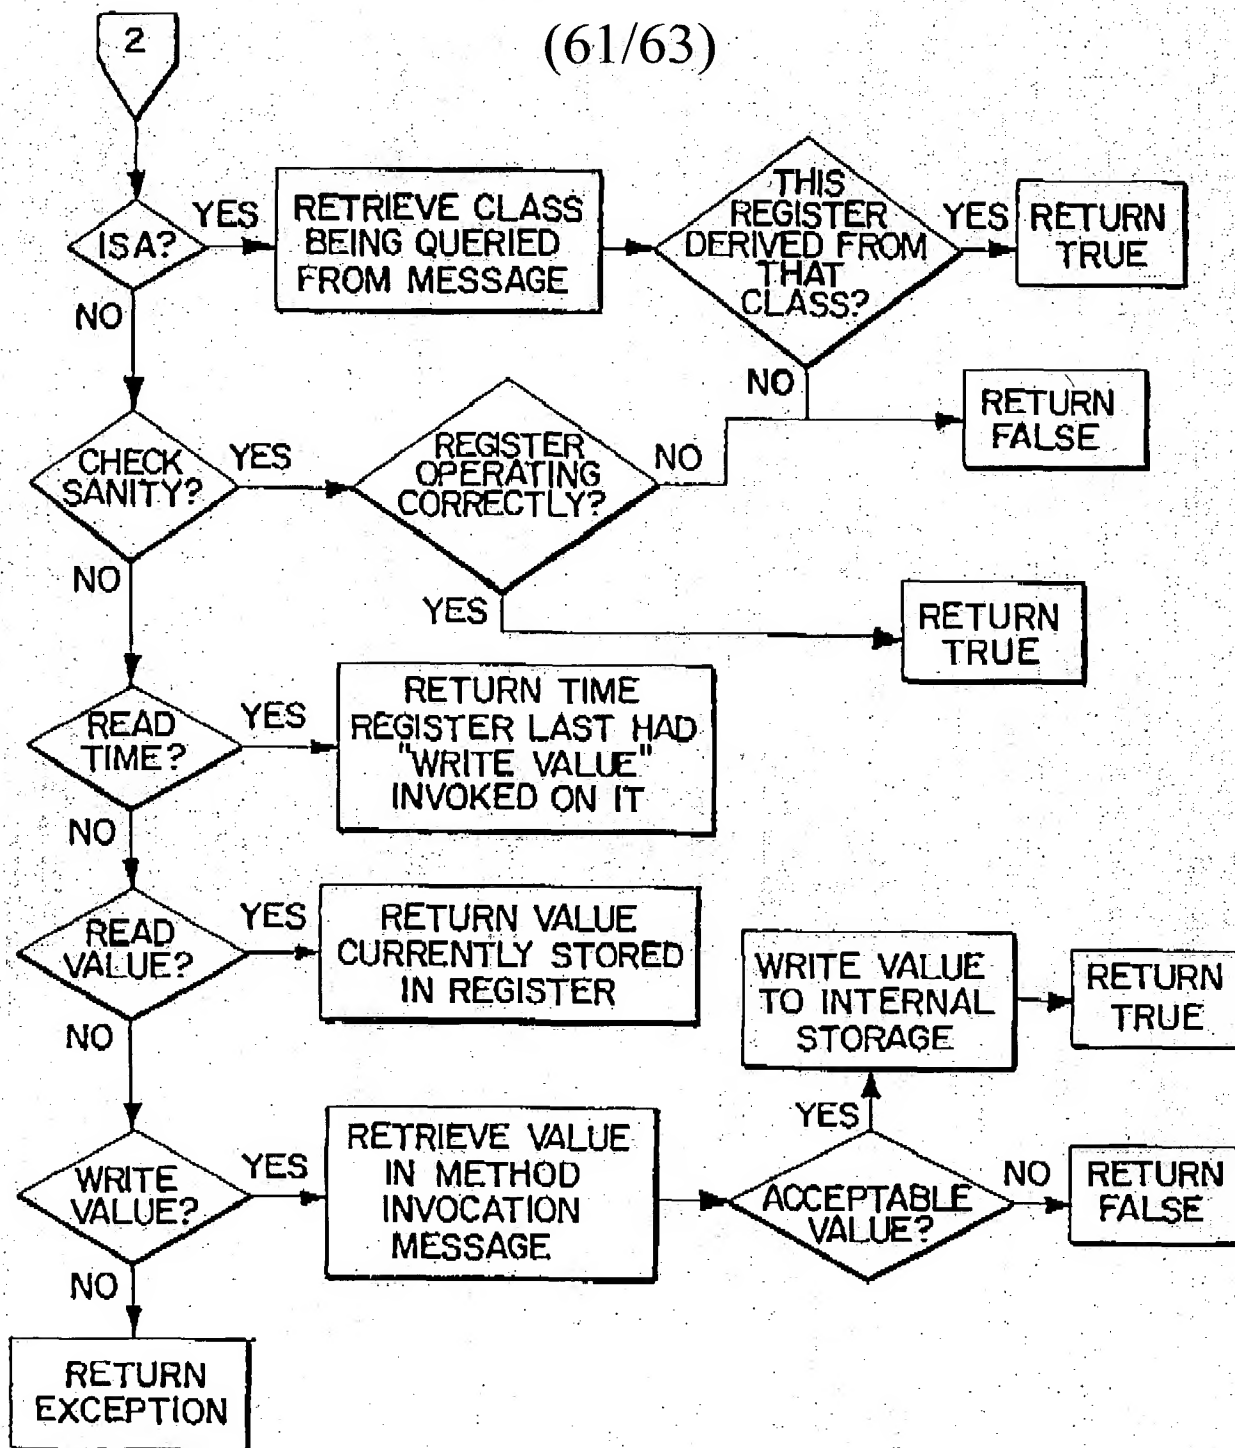 (61/63)
2
ISA?
YES
NO
RETRIEVE CLASS
BEING QUERIED
FROM MESSAGE
THIS
REGISTER
DERIVED FROM
THAT
CLASS?
YES
NO
RETURN
TRUE
RETURN
FALSE
CHECK
SANITY?
YES
NO
REGISTER
OPERATING
CORRECTLY?
NO
YES
RETURN
TRUE
READ
TIME?
YES
NO
RETURN TIME
REGISTER LAST HAD
"WRITE VALUE"
INVOKED ON IT
READ
VALUE?
YES
NO
RETURN VALUE
CURRENTLY STORED
IN REGISTER
WRITE VALUE
TO INTERNAL
STORAGE
RETURN
TRUE
WRITE
VALUE?
YES
NO
RETRIEVE VALUE
IN METHOD
INVOCATION
MESSAGE
YES
ACCEPTABLE
VALUE?
NO
RETURN
FALSE
RETURN
EXCEPTION